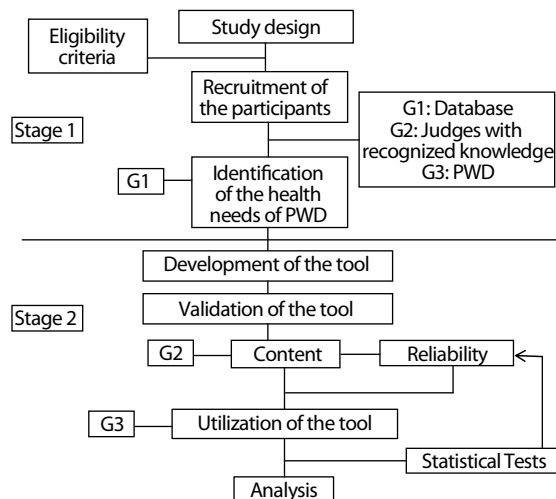 Study design
Eligibility
criteria
Recruitment of
the participants
Stage 1
G1: Database
G2: Judges with
recognized knowledge
G3: PWD
G1
Identification
of the health
needs of PWD
Development of the tool
Validation of the tool
Stage 2
G2
Content
Reliability
G3
Utilization of the tool
Statistical Tests
Analysis